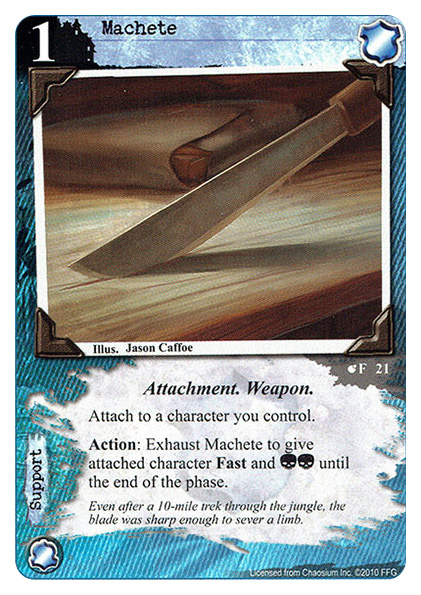 1
Machete
Illus. Jason Caffoe
F 21
Attachment. Weapon.
Attach to a character you control.
Action: Exhaust Machete to give
attached character Fast and until
the end of the phase.
Even after a 10-mile trek through the jungle, the
blade was sharp enough to sever a limb.
Support
Licensed from Chaosium Inc. ©2010 FFG